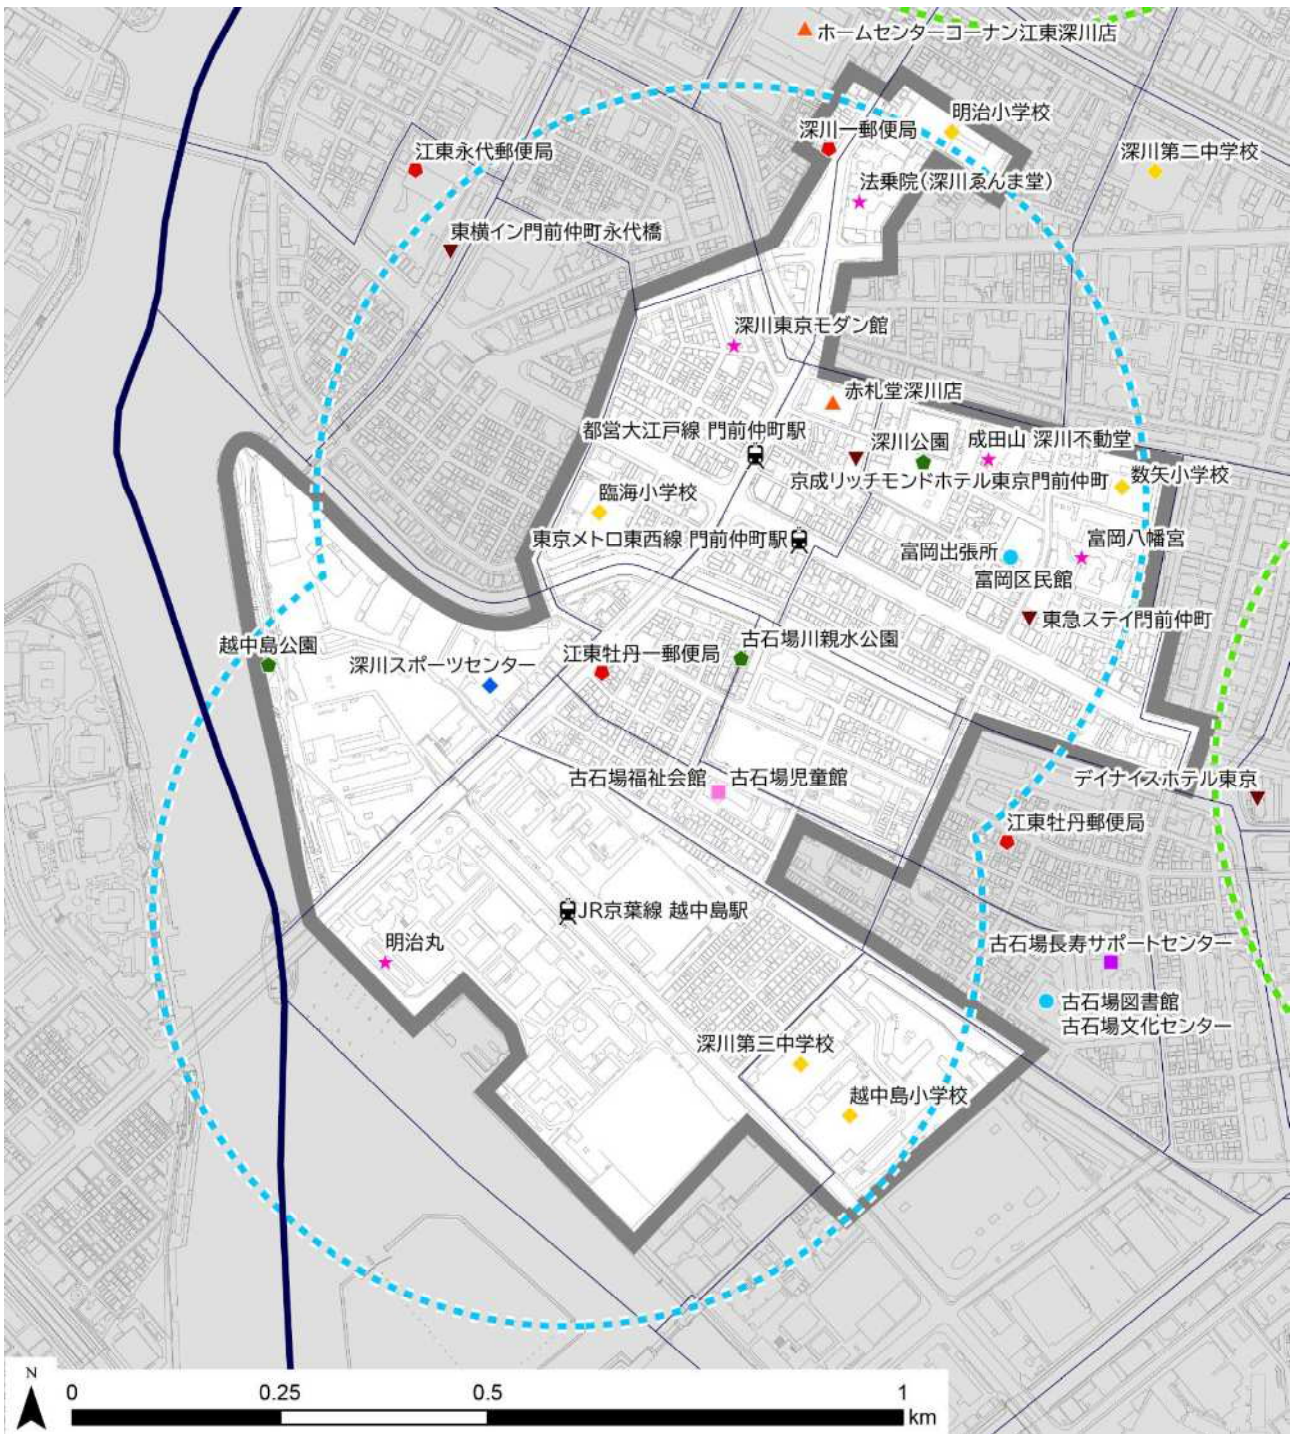 ホームセンターコーナン江東深川店
明治小学校
深川一郵便局
江東永代郵便局
深川第二中学校
法乗院(深川ゑんま堂)
東横イン門前仲町永代橋
深川東京モダン館
赤札堂深川店
都営大江戸線 門前仲町駅
深川公園
成田山 深川不動堂
京成リッチモンドホテル東京門前仲町
数矢小学校
臨海小学校
東京メトロ東西線 門前仲町駅
富岡出張所
富岡区民館
富岡八幡宮
東急ステイ門前仲町
越中島公園
深川スポーツセンター
江東牡丹一郵便局
古石場川親水公園
古石場福祉会館
古石場児童館
デイナイスホテル東京
江東牡丹郵便局
JR京葉線 越中島駅
明治丸
古石場長寿サポートセンター
古石場図書館
古石場文化センター
深川第三中学校
越中島小学校
N
0 0.25 0.5 1
km